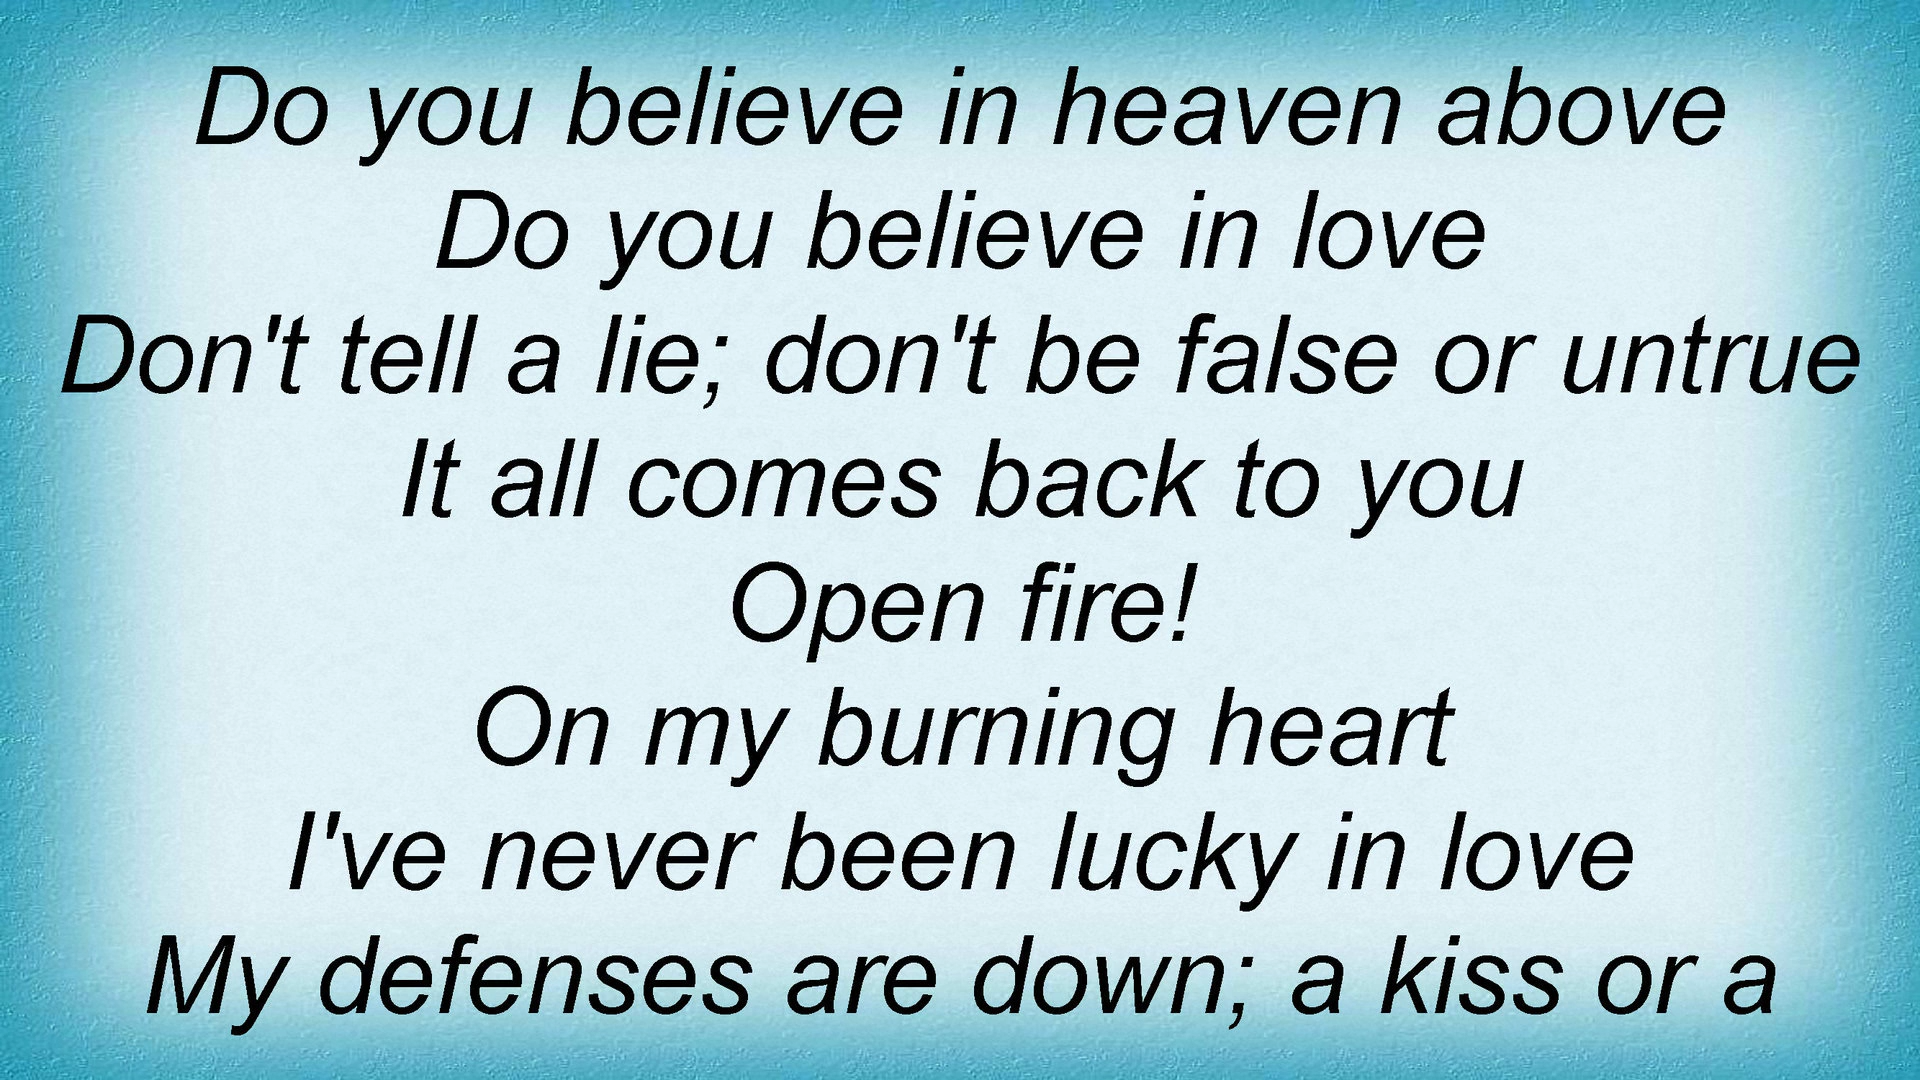 Do you believe in heaven above
Do you believe in love
Don't tell a lie; don't be false or untrue
It all comes back to you
Open fire!
On my burning heart
I've never been lucky in love
My defenses are down; a kiss or a